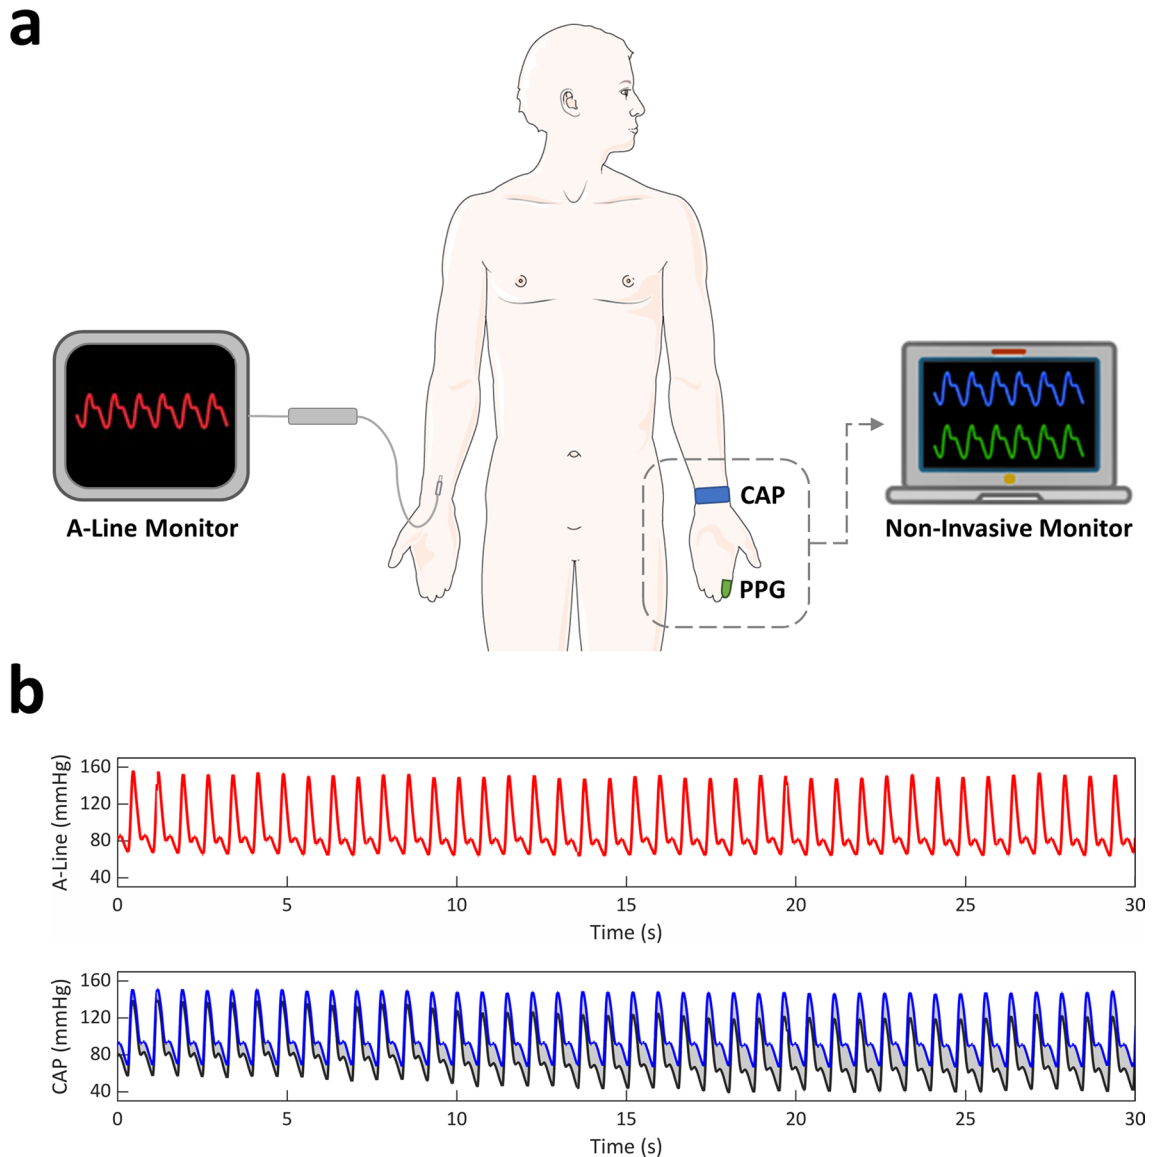 a
A-Line Monitor
CAP
PPG
Non-Invasive Monitor
b
A-Line (mmHg)
160
120
80
40
0 5 10 15 20 25 30
Time (s)
CAP (mmHg)
160
120
80
40
0 5 10 15 20 25 30
Time (s)